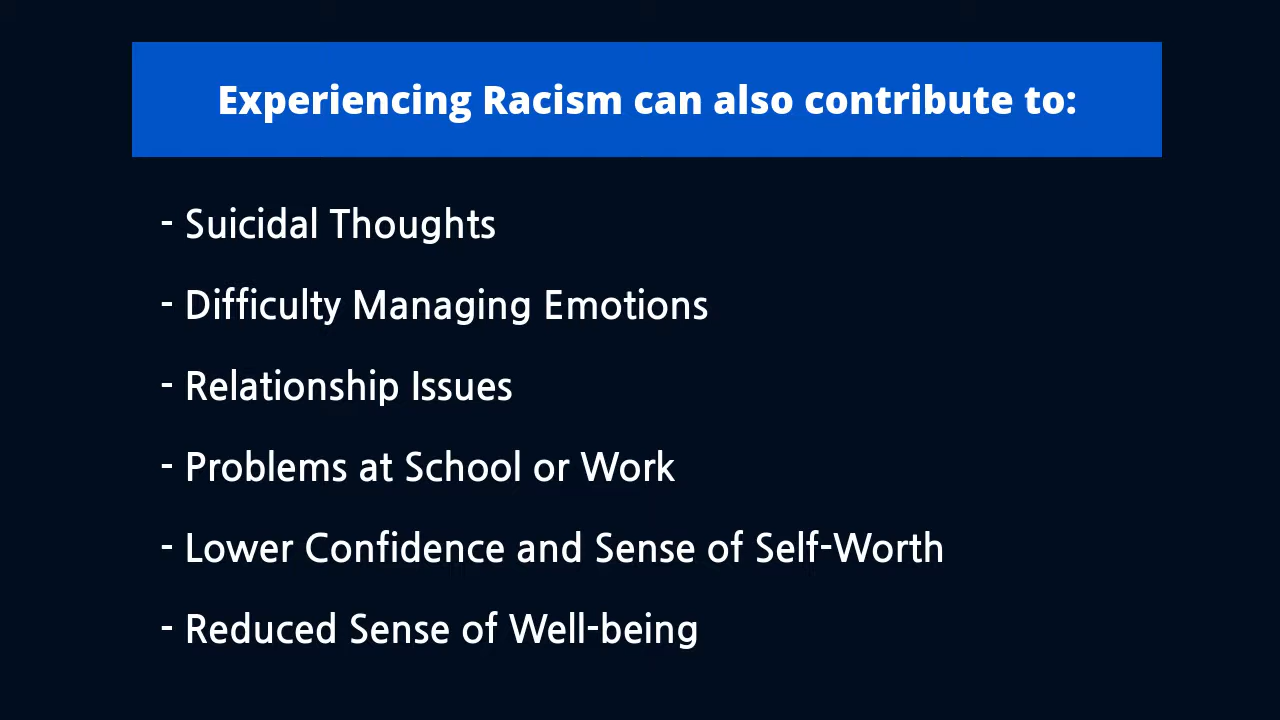 Experiencing Racism can also contribute to:
- Suicidal Thoughts
- Difficulty Managing Emotions
- Relationship Issues
- Problems at School or Work
- Lower Confidence and Sense of Self-Worth
- Reduced Sense of Well-being